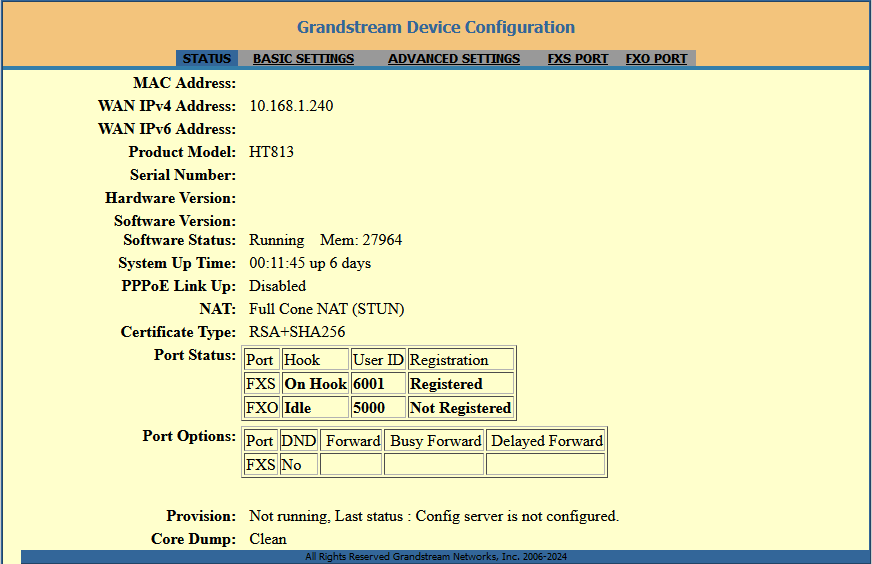 Grandstream Device Configuration
STATUS BASIC SETTINGS ADVANCED SETTINGS FXS PORT FXO PORT
MAC Address:
WAN IPv4 Address: 10.168.1.240
WAN IPv6 Address:
Product Model: HT813
Serial Number:
Hardware Version:
Software Version:
Software Status: Running Mem: 27964
System Up Time: 00:11:45 up 6 days
PPPoE Link Up: Disabled
NAT: Full Cone NAT (STUN)
Certificate Type: RSA+SHA256
Port Status: Port Hook User ID Registration
FXS On Hook 6001 Registered
FXO Idle 5000 Not Registered
Port Options: Port DND Forward Busy Forward Delayed Forward
FXS No
Provision: Not running, Last status : Config server is not configured.
Core Dump: Clean
All Rights Reserved Grandstream Networks, Inc. 2006-2024